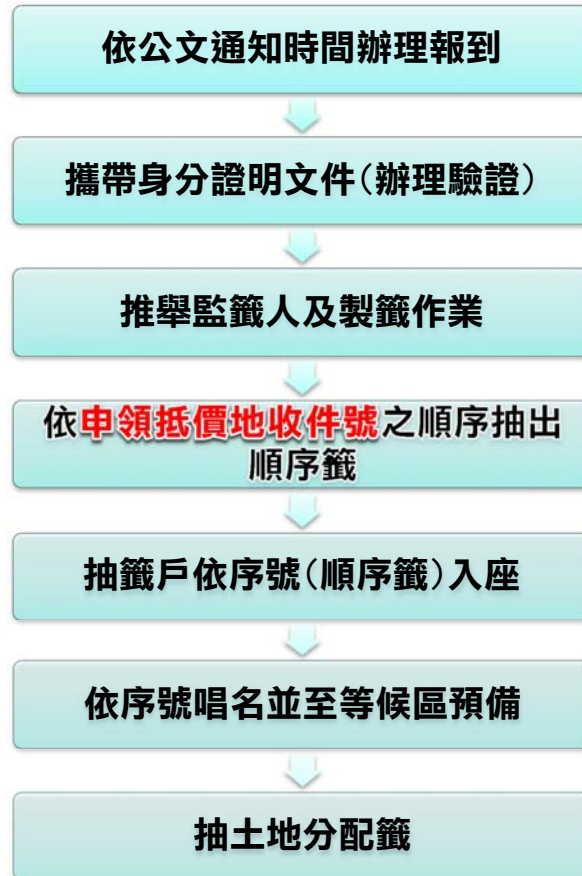 依公文通知時間辦理報到
攜帶身分證明文件(辦理驗證)
推舉監籤人及製籤作業
依申領抵價地收件號之順序抽出
順序籤
抽籤戶依序號(順序籤)入座
依序號唱名並至等候區預備
抽土地分配籤